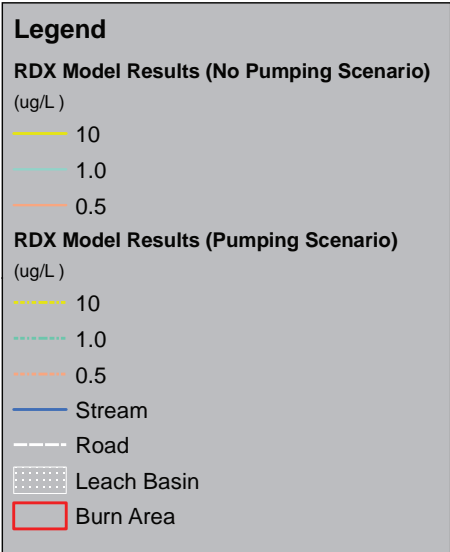 Legend
RDX Model Results (No Pumping Scenario)
(ug/L )
10
1.0
0.5
RDX Model Results (Pumping Scenario)
(ug/L )
10
1.0
0.5
Stream
Road
Leach Basin
Burn Area